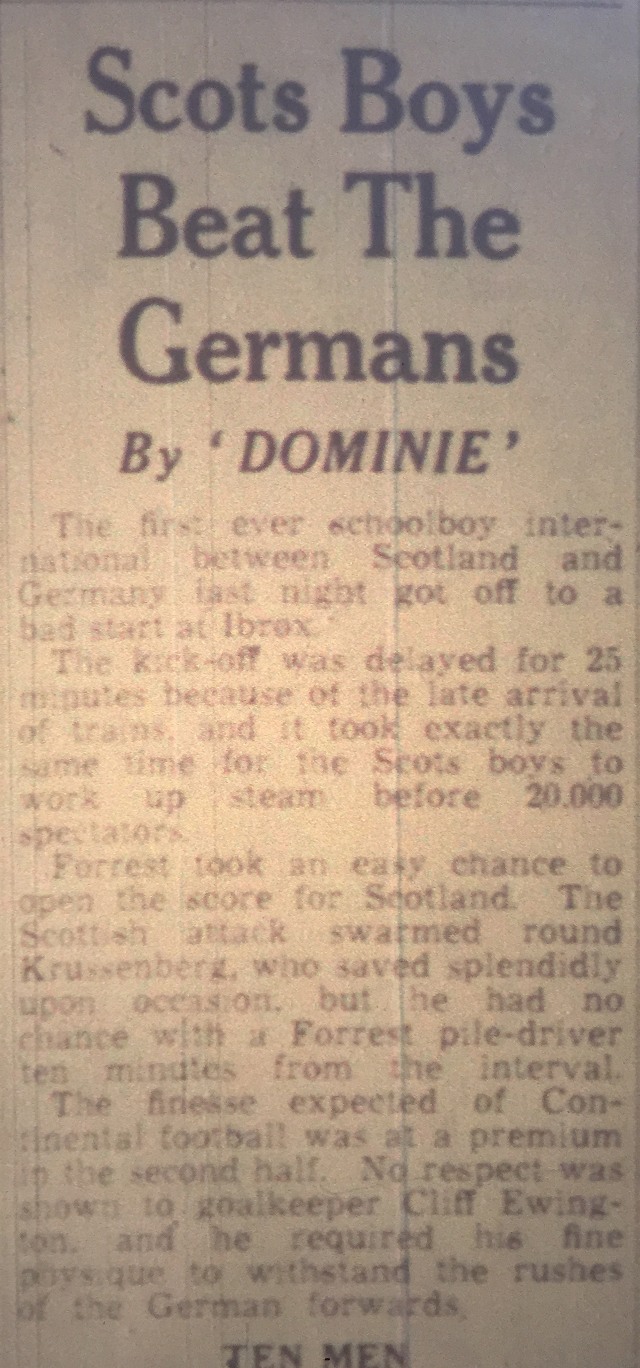 Scots Boys
Beat The
Germans
By ‘DOMINIE’
The first ever schoolboy inter-
national between Scotland and
Germany last night got off to a
bad start at Ibrox.
The kick-off was delayed for 25
minutes because of the late arrival
of trains, and it took exactly the
same time for the Scots boys to
work up steam before 20,000
spectators.
Forrest took an easy chance to
open the score for Scotland. The
Scottish attack swarmed round
Krussenberg, who saved splendidly
upon occasion, but he had no
chance with a Forrest pile-driver
ten minutes from the interval.
The finesse expected of Con-
tinental football was at a premium
in the second half. No respect was
shown to goalkeeper Cliff Ewing-
ton, and he required his fine
physique to withstand the rushes
of the German forwards.
TEN MEN